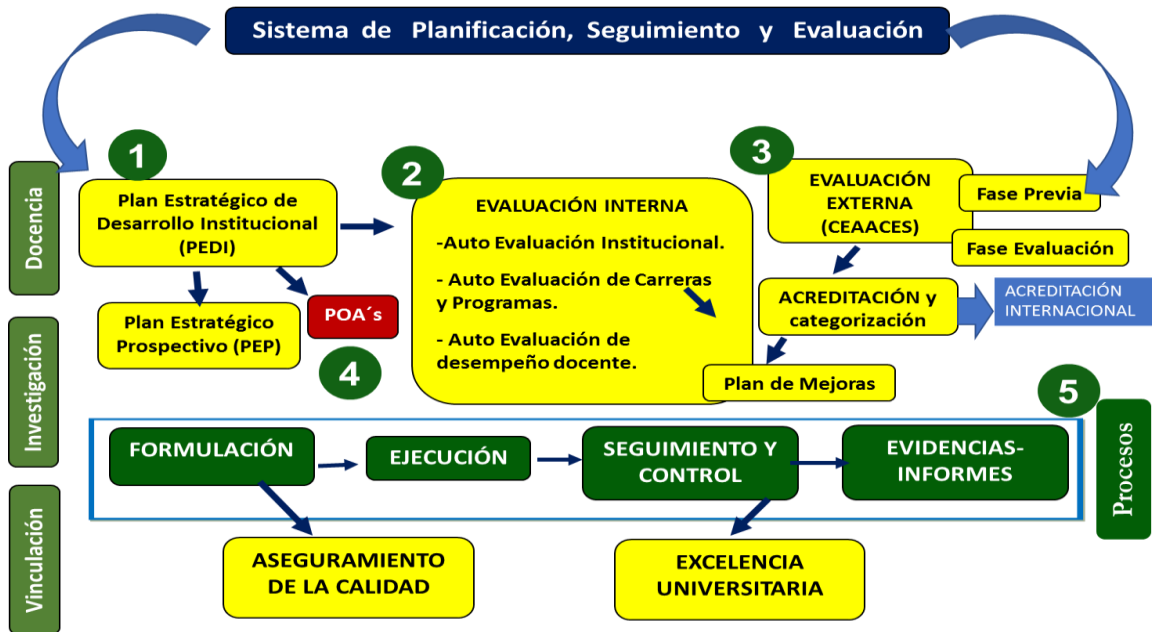 Sistema de Planificación, Seguimiento y Evaluación
1
2
3
Docencia
Plan Estratégico de
Desarrollo Institucional
(PEDI)
Plan Estratégico
Prospectivo (PEP)
POA´s
4
EVALUACIÓN INTERNA
-Auto Evaluación Institucional.
- Auto Evaluación de Carreras
y Programas.
- Auto Evaluación de
desempeño docente.
EVALUACIÓN
EXTERNA
(CEAACES)
Fase Previa
Fase Evaluación
ACREDITACIÓN y
categorización
ACREDITACIÓN
INTERNACIONAL
Plan de Mejoras
Investigación
5
Procesos
FORMULACIÓN
EJECUCIÓN
SEGUIMIENTO Y
CONTROL
EVIDENCIAS-
INFORMES
Vinculación
ASEGURAMIENTO
DE LA CALIDAD
EXCELENCIA
UNIVERSITARIA